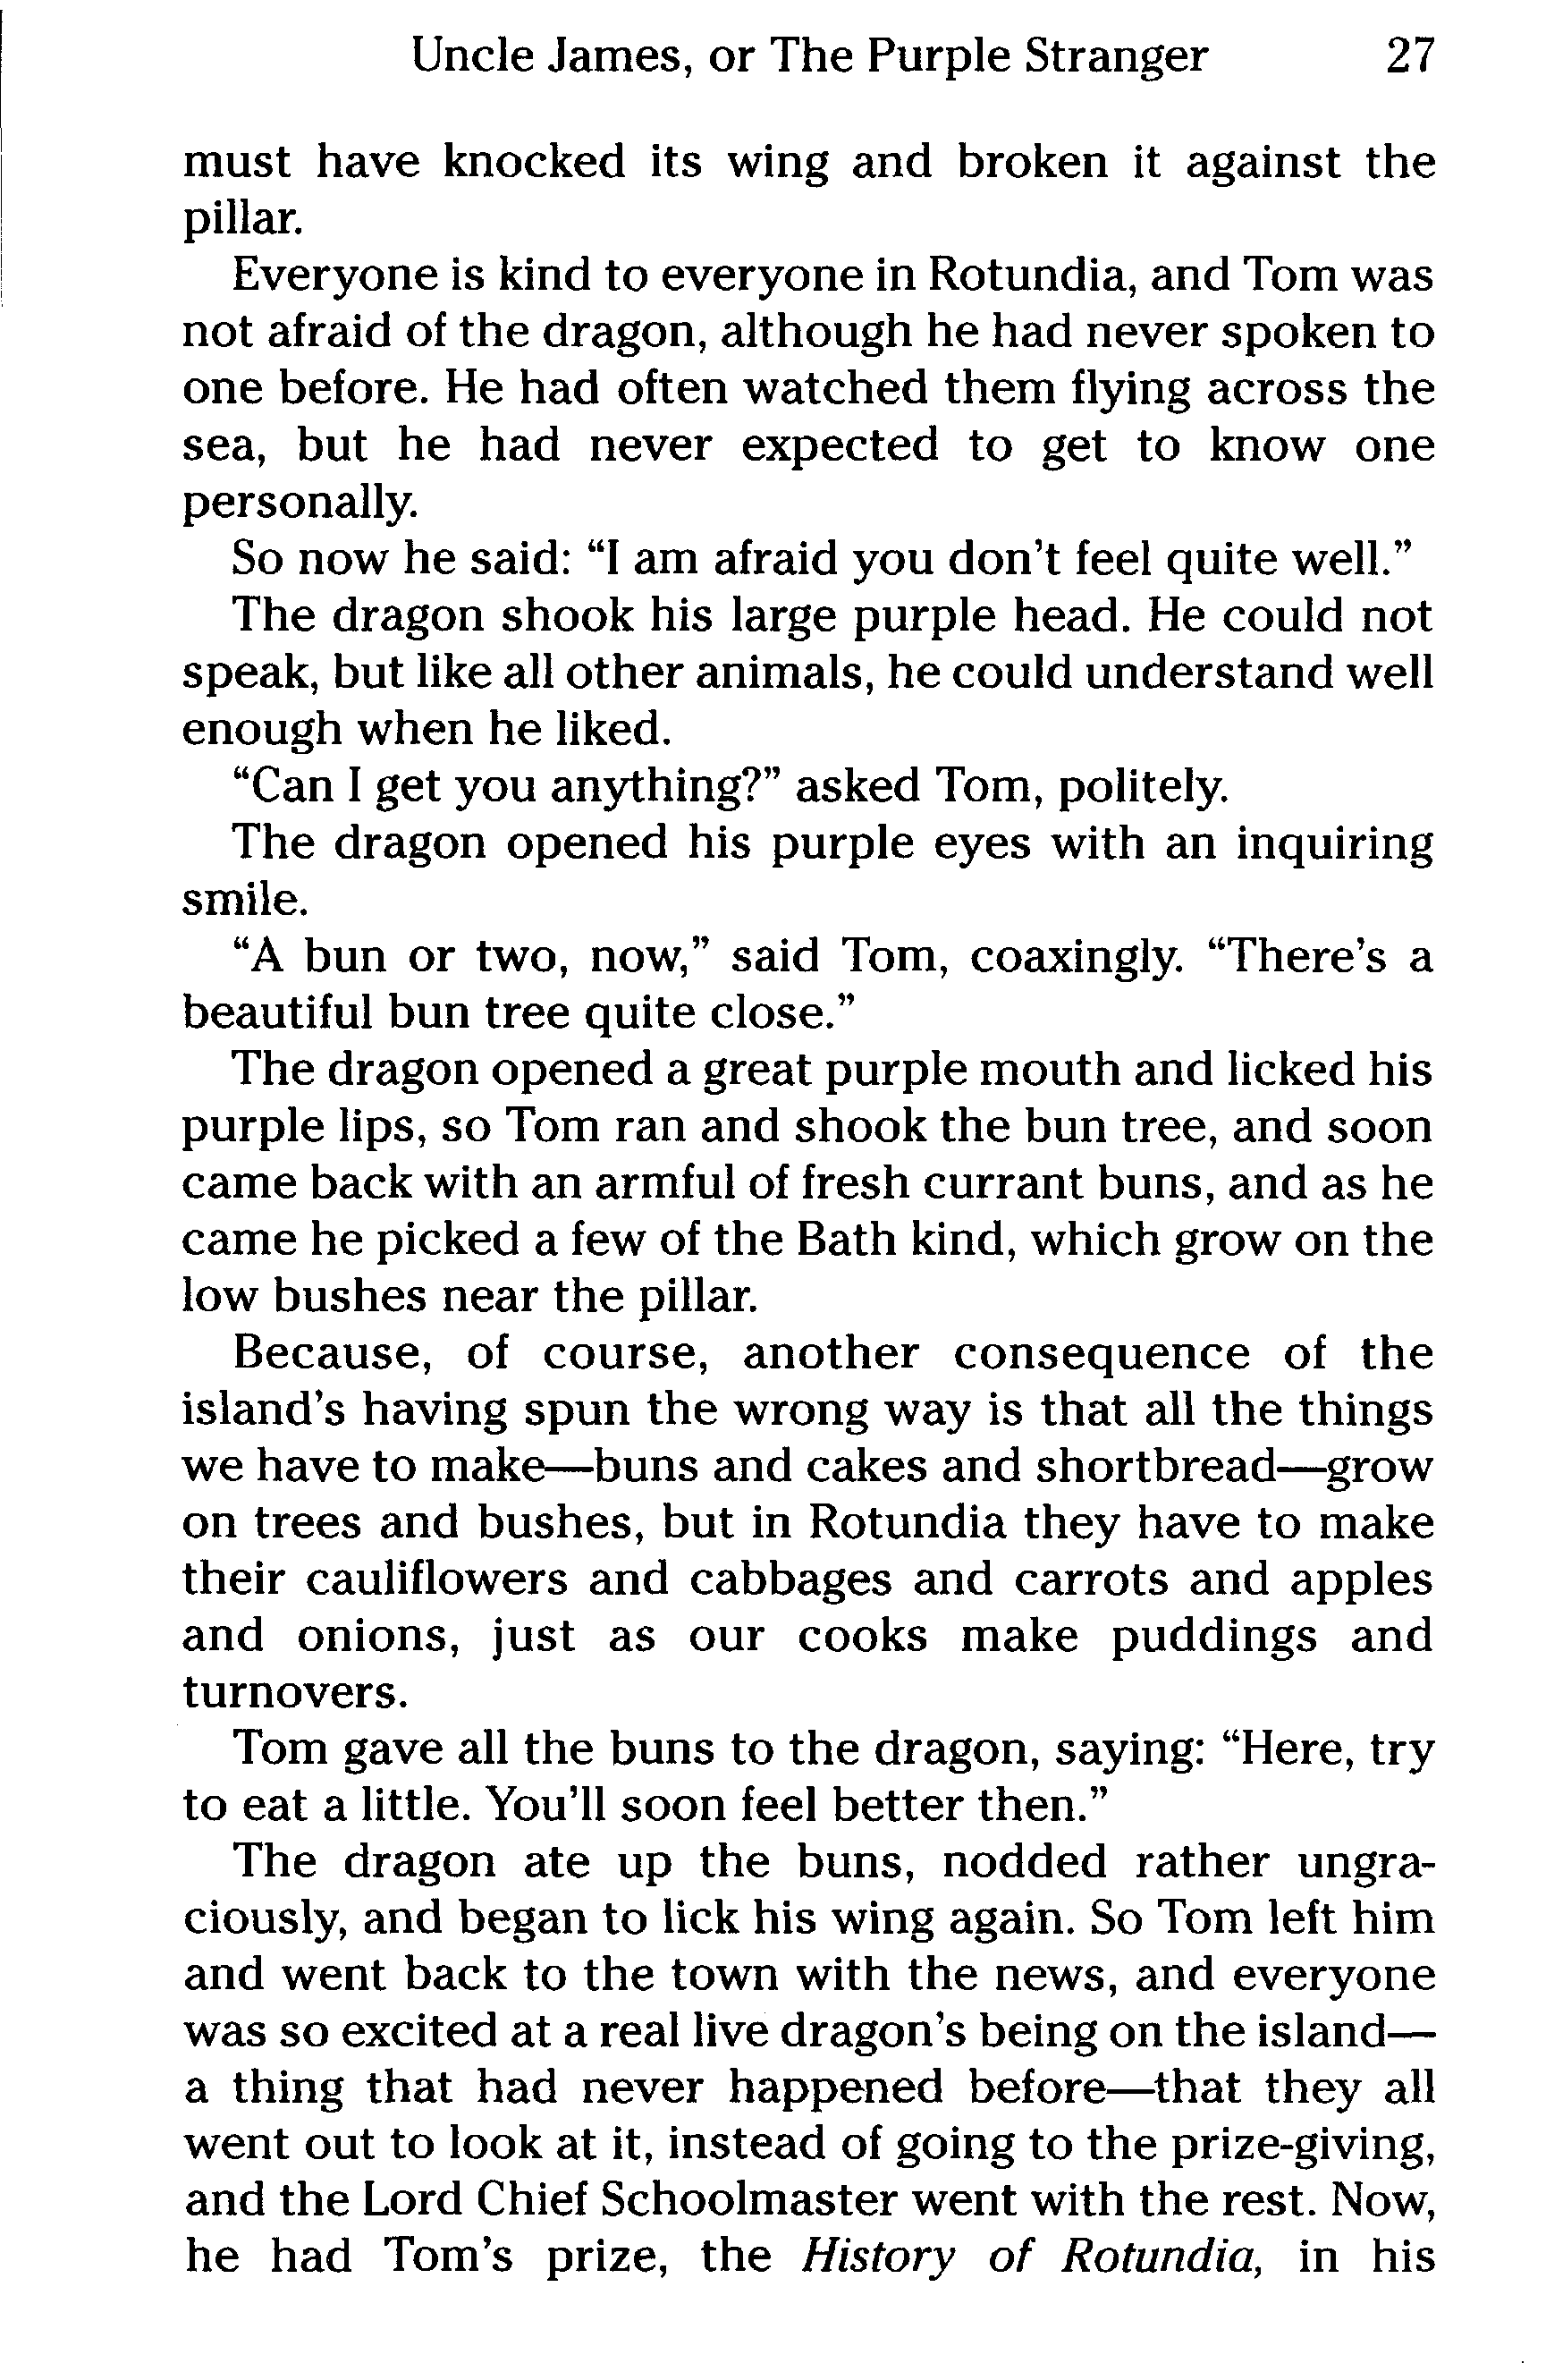 Uncle James, or The Purple Stranger 27
must have knocked its wing and broken it against the
pillar.
Everyone is kind to everyone in Rotundia, and Tom was
not afraid of the dragon, although he had never spoken to
one before. He had often watched them flying across the
sea, but he had never expected to get to know one
personally.
So now he said: “I am afraid you don’t feel quite well.”
The dragon shook his large purple head. He could not
speak, but like all other animals, he could understand well
enough when he liked.
“Can I get you anything?” asked Tom, politely.
The dragon opened his purple eyes with an inquiring
smile.
“A bun or two, now,” said Tom, coaxingly. “There’s a
beautiful bun tree quite close.”
The dragon opened a great purple mouth and licked his
purple lips, so Tom ran and shook the bun tree, and soon
came back with an armful of fresh currant buns, and as he
came he picked a few of the Bath kind, which grow on the
low bushes near the pillar.
Because, of course, another consequence of the
island’s having spun the wrong way is that all the things
we have to make—buns and cakes and shortbread—grow
on trees and bushes, but in Rotundia they have to make
their cauliflowers and cabbages and carrots and apples
and onions, just as our cooks make puddings and
turnovers.
Tom gave all the buns to the dragon, saying: “Here, try
to eat a little. You’ll soon feel better then.”
The dragon ate up the buns, nodded rather ungra-
ciously, and began to lick his wing again. So Tom left him
and went back to the town with the news, and everyone
was so excited at a real live dragon’s being on the island—
a thing that had never happened before—that they all
went out to look at it, instead of going to the prize-giving,
and the Lord Chief Schoolmaster went with the rest. Now,
he had Tom’s prize, the History of Rotundia, in his